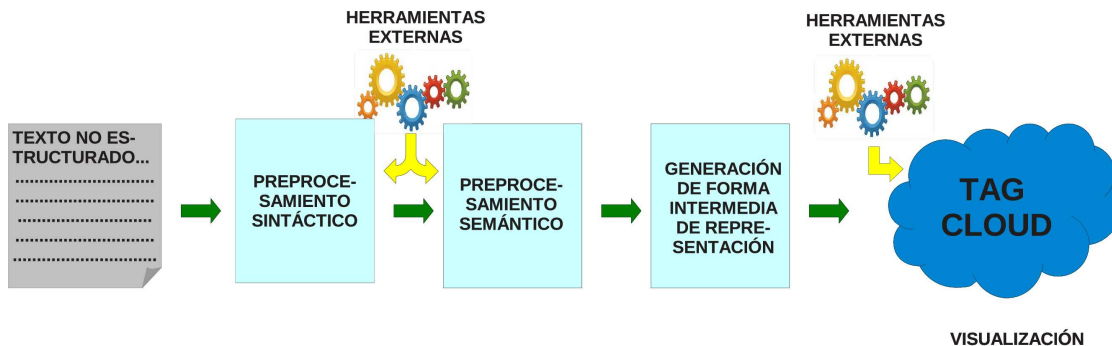 HERRAMIENTAS
EXTERNAS
HERRAMIENTAS
EXTERNAS
TEXTO NO ES-
TRUCTURADO...
PREPROCE-
SAMIENTO
SINTÁCTICO
PREPROCE-
SAMIENTO
SEMÁNTICO
GENERACIÓN
DE FORMA
INTERMEDIA
DE REPRE-
SENTACIÓN
TAG
CLOUD
VISUALIZACIÓN